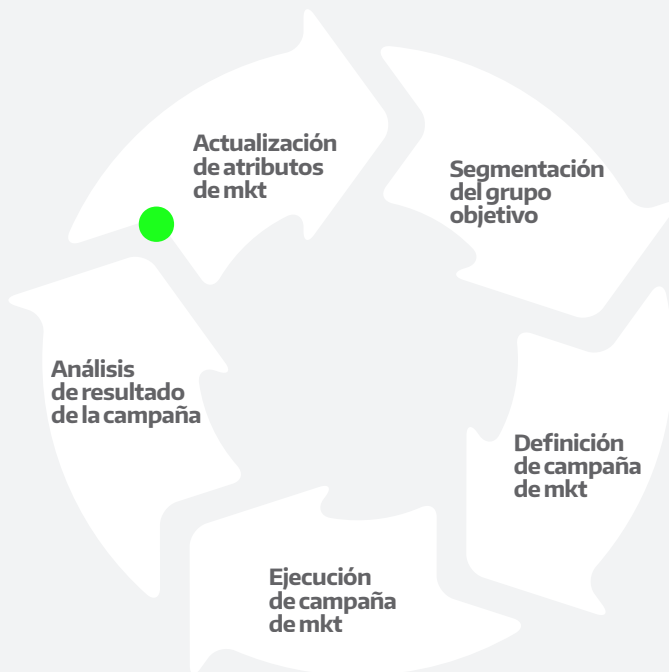 Actualización
de atributos
de mkt
Segmentación
del grupo
objetivo
Definición
de campaña
de mkt
Ejecución
de campaña
de mkt
Análisis
de resultado
de la campaña